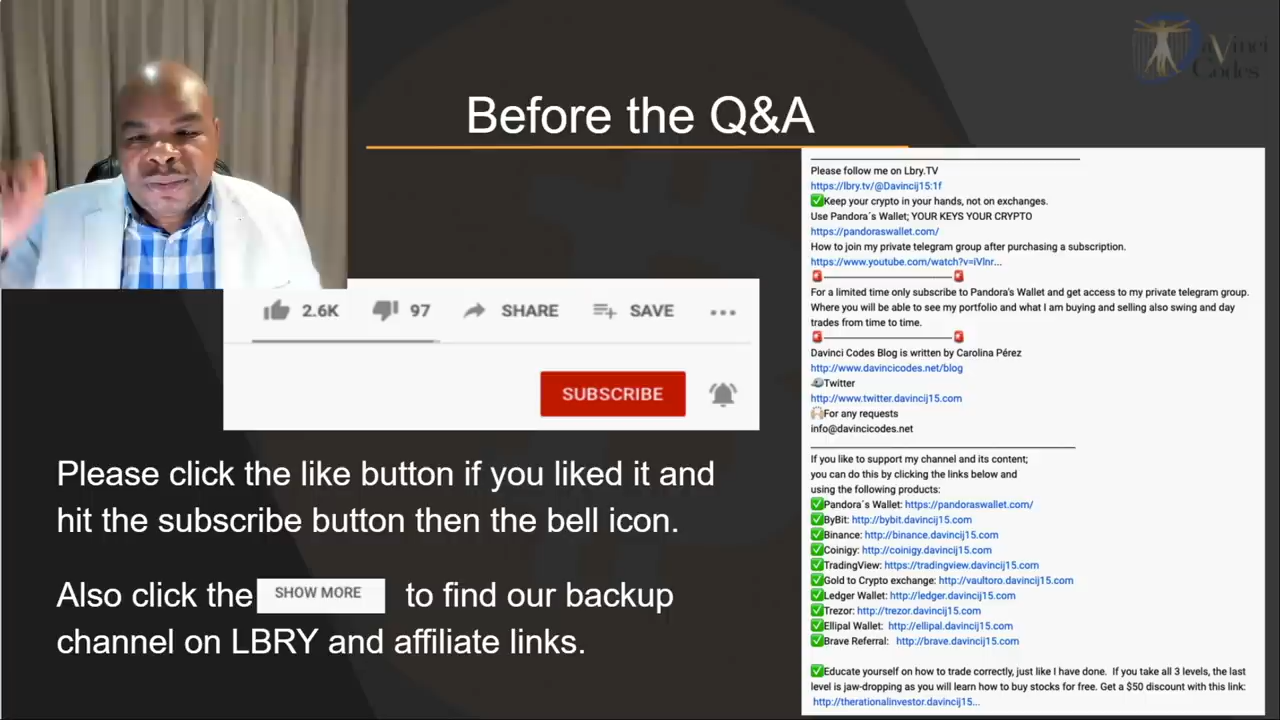 DaVinci
Codes
Before the Q&A
2.6K 97 SHARE SAVE
SUBSCRIBE
Please click the like button if you liked it and
hit the subscribe button then the bell icon.
Also click the SHOW MORE to find our backup
channel on LBRY and affiliate links.
Please follow me on Lbry.TV
https://lbry.tv/@Davincij15:1f
✅Keep your crypto in your hands, not on exchanges.
Use Pandora´s Wallet; YOUR KEYS YOUR CRYPTO
https://pandoraswallet.com/
How to join my private telegram group after purchasing a subscription.
https://www.youtube.com/watch?v=iVlnr...
For a limited time only subscribe to Pandora's Wallet and get access to my private telegram group.
Where you will be able to see my portfolio and what I am buying and selling also swing and day
trades from time to time.
Davinci Codes Blog is written by Carolina Pérez
http://www.davincicodes.net/blog
Twitter
http://www.twitter.davincij15.com
For any requests
info@davincicodes.net
If you like to support my channel and its content;
you can do this by clicking the links below and
using the following products:
✅Pandora´s Wallet: https://pandoraswallet.com/
✅ByBit: http://bybit.davincij15.com
✅Binance: http://binance.davincij15.com
✅Coinigy: http://coinigy.davincij15.com
✅TradingView: https://tradingview.davincij15.com
✅Gold to Crypto exchange: http://vaultoro.davincij15.com
✅Ledger Wallet: http://ledger.davincij15.com
✅Trezor: http://trezor.davincij15.com
✅Ellipal Wallet: http://ellipal.davincij15.com
✅Brave Referral: http://brave.davincij15.com
✅Educate yourself on how to trade correctly, just like I have done. If you take all 3 levels, the last
level is jaw-dropping as you will learn how to buy stocks for free. Get a $50 discount with this link:
http://therationalinvestor.davincij15...